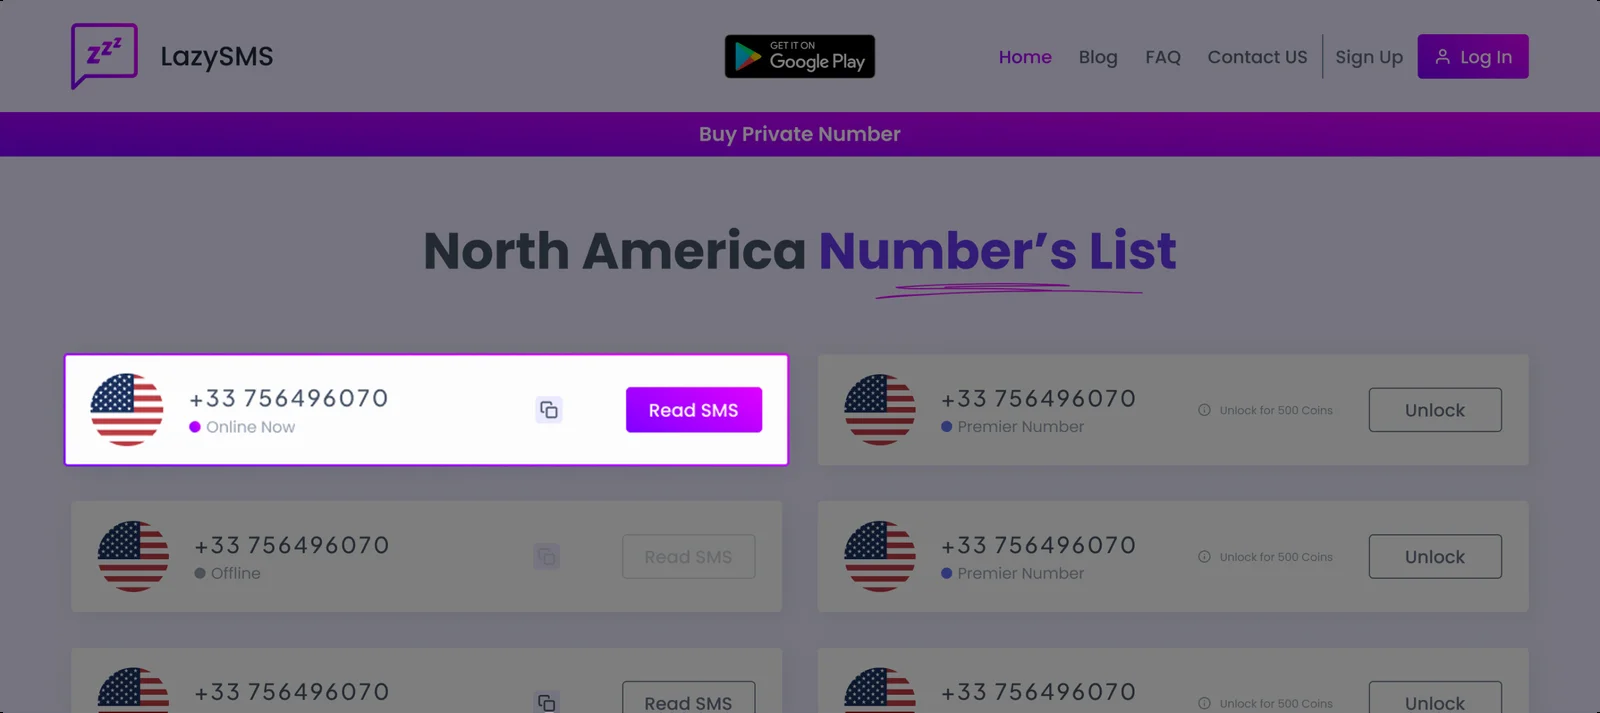 zzz
LazySMS
GET IT ON
Google Play
Home
Blog
FAQ
Contact US
Sign Up
Log In
Buy Private Number
North America Number’s List
+33 756496070
Online Now
Read SMS
+33 756496070
Premier Number
Unlock for 500 Coins
Unlock
+33 756496070
Offline
Read SMS
+33 756496070
Premier Number
Unlock for 500 Coins
Unlock
+33 756496070
Read SMS
+33 756496070
Unlock for 500 Coins
Unlock